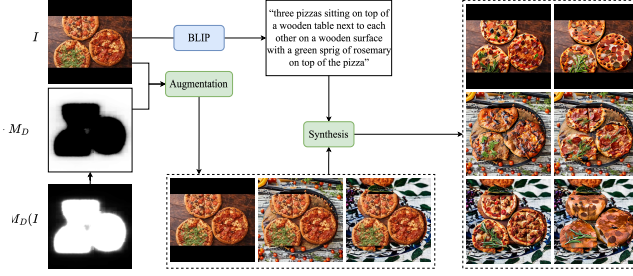 I
BLIP
“three pizzas sitting on top of
a wooden table next to each
other on a wooden surface
with a green sprig of rosemary
on top of the pizza”
Augmentation
· M_D
Synthesis
M_D(I